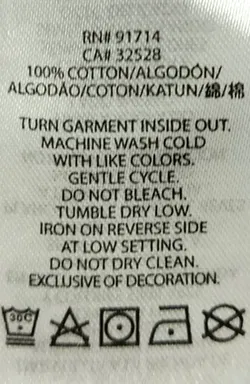 RN# 91714
CA# 32528
100% COTTON/ALGODÓN/
ALGODÃO/COTON/KATUN/綿/棉
TURN GARMENT INSIDE OUT.
MACHINE WASH COLD
WITH LIKE COLORS.
GENTLE CYCLE.
DO NOT BLEACH.
TUMBLE DRY LOW.
IRON ON REVERSE SIDE
AT LOW SETTING.
DO NOT DRY CLEAN.
EXCLUSIVE OF DECORATION.
30C